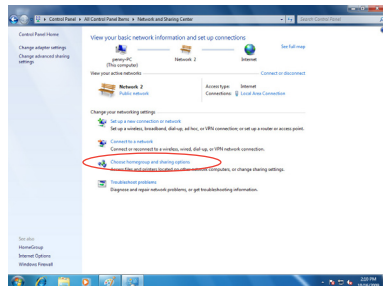 Control Panel ▸ All Control Panel Items ▸ Network and Sharing Center
Search Control Panel
Control Panel Home
Change adapter settings
Change advanced sharing settings
View your basic network information and set up connections
See full map
penny-PC
(This computer)
Network 2
Internet
View your active networks
Connect or disconnect
Network 2
Public network
Access type: Internet
Connections: Local Area Connection
Change your networking settings
Set up a new connection or network
Set up a wireless, broadband, dial-up, ad hoc, or VPN connection; or set up a router or access point.
Connect to a network
Connect or reconnect to a wireless, wired, dial-up, or VPN network connection.
Choose homegroup and sharing options
Access files and printers located on other network computers, or change sharing settings.
Troubleshoot problems
Diagnose and repair network problems, or get troubleshooting information.
See also
HomeGroup
Internet Options
Windows Firewall
2:10 PM